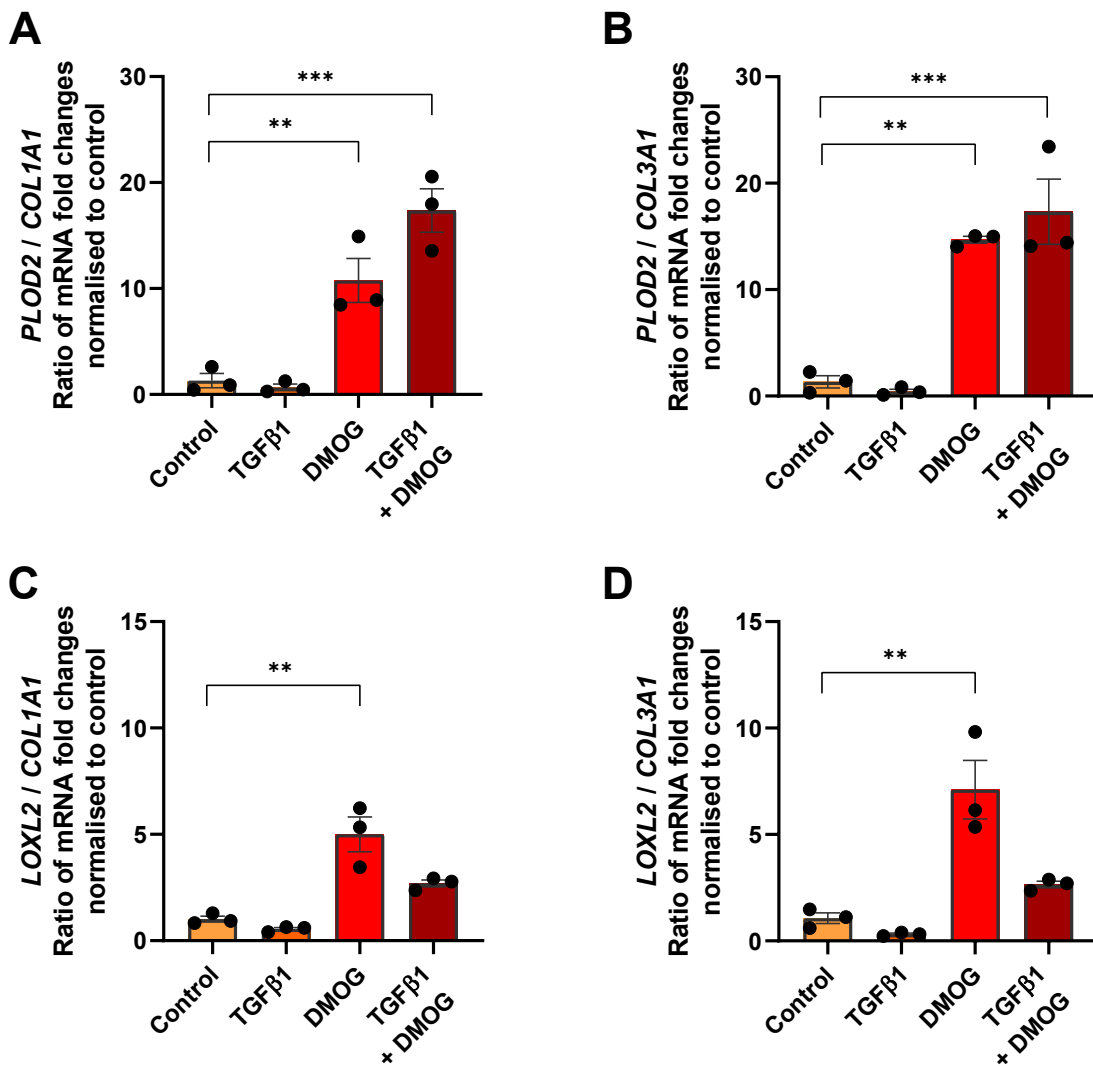 A
PLOD2 / COL1A1
Ratio of mRNA fold changes
normalised to control
30
20
10
0
***
**
Control
TGFβ1
DMOG
TGFβ1
+ DMOG
B
PLOD2 / COL3A1
Ratio of mRNA fold changes
normalised to control
30
20
10
0
***
**
Control
TGFβ1
DMOG
TGFβ1
+ DMOG
C
LOXL2 / COL1A1
Ratio of mRNA fold changes
normalised to control
15
10
5
0
**
Control
TGFβ1
DMOG
TGFβ1
+ DMOG
D
LOXL2 / COL3A1
Ratio of mRNA fold changes
normalised to control
15
10
5
0
**
Control
TGFβ1
DMOG
TGFβ1
+ DMOG